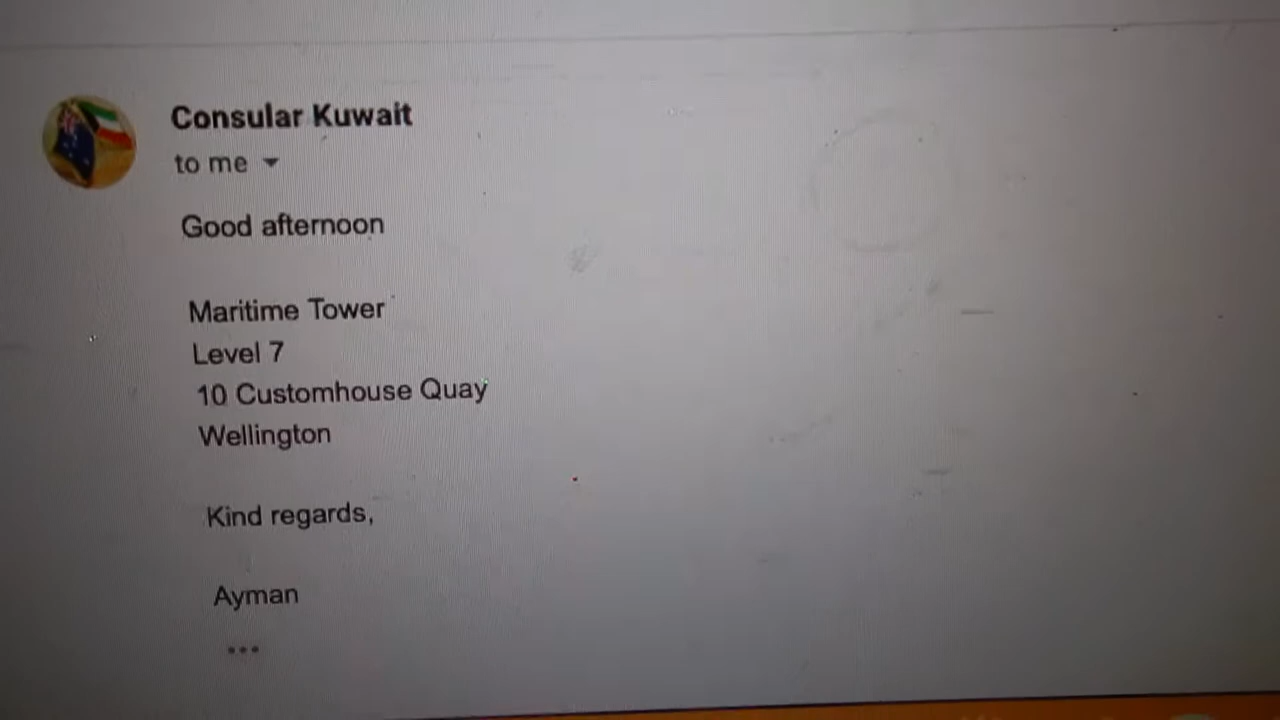 Consular Kuwait
to me
Good afternoon
Maritime Tower
Level 7
10 Customhouse Quay
Wellington
Kind regards,
Ayman
...